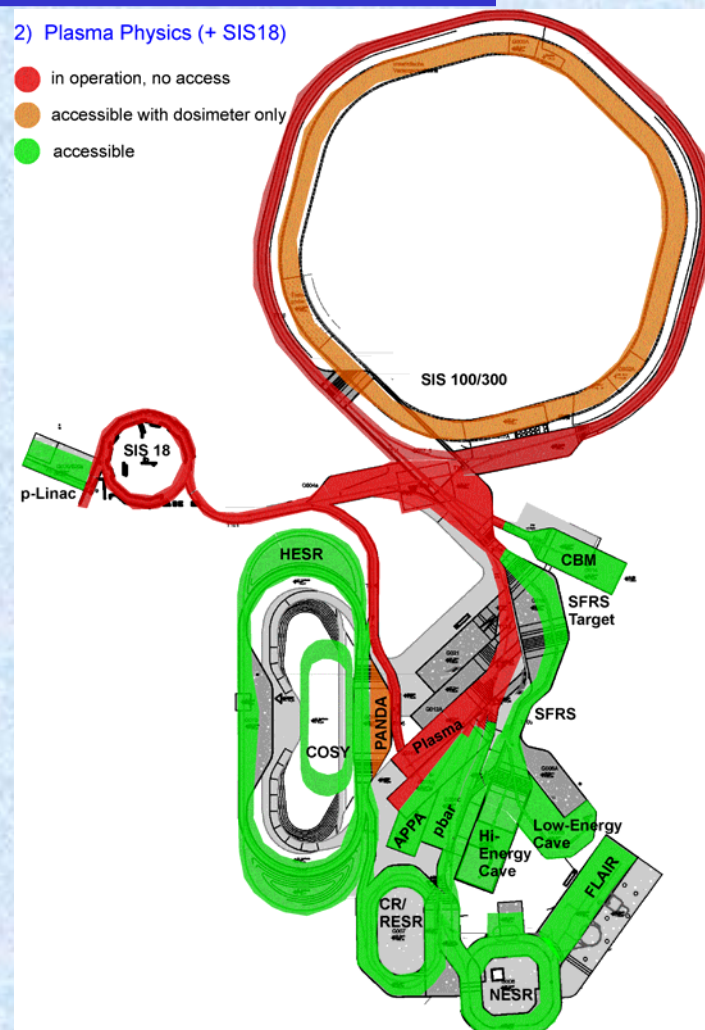 2) Plasma Physics (+ SIS18)
in operation, no access
accessible with dosimeter only
accessible
SIS 100/300
SIS 18
p-Linac
HESR
CBM
SFRS
Target
SFRS
PANDA
Plasma
COSY
APPA
pbar
Hi-
Energy
Cave
Low-Energy
Cave
FLAIR
CR/
RESR
NESR